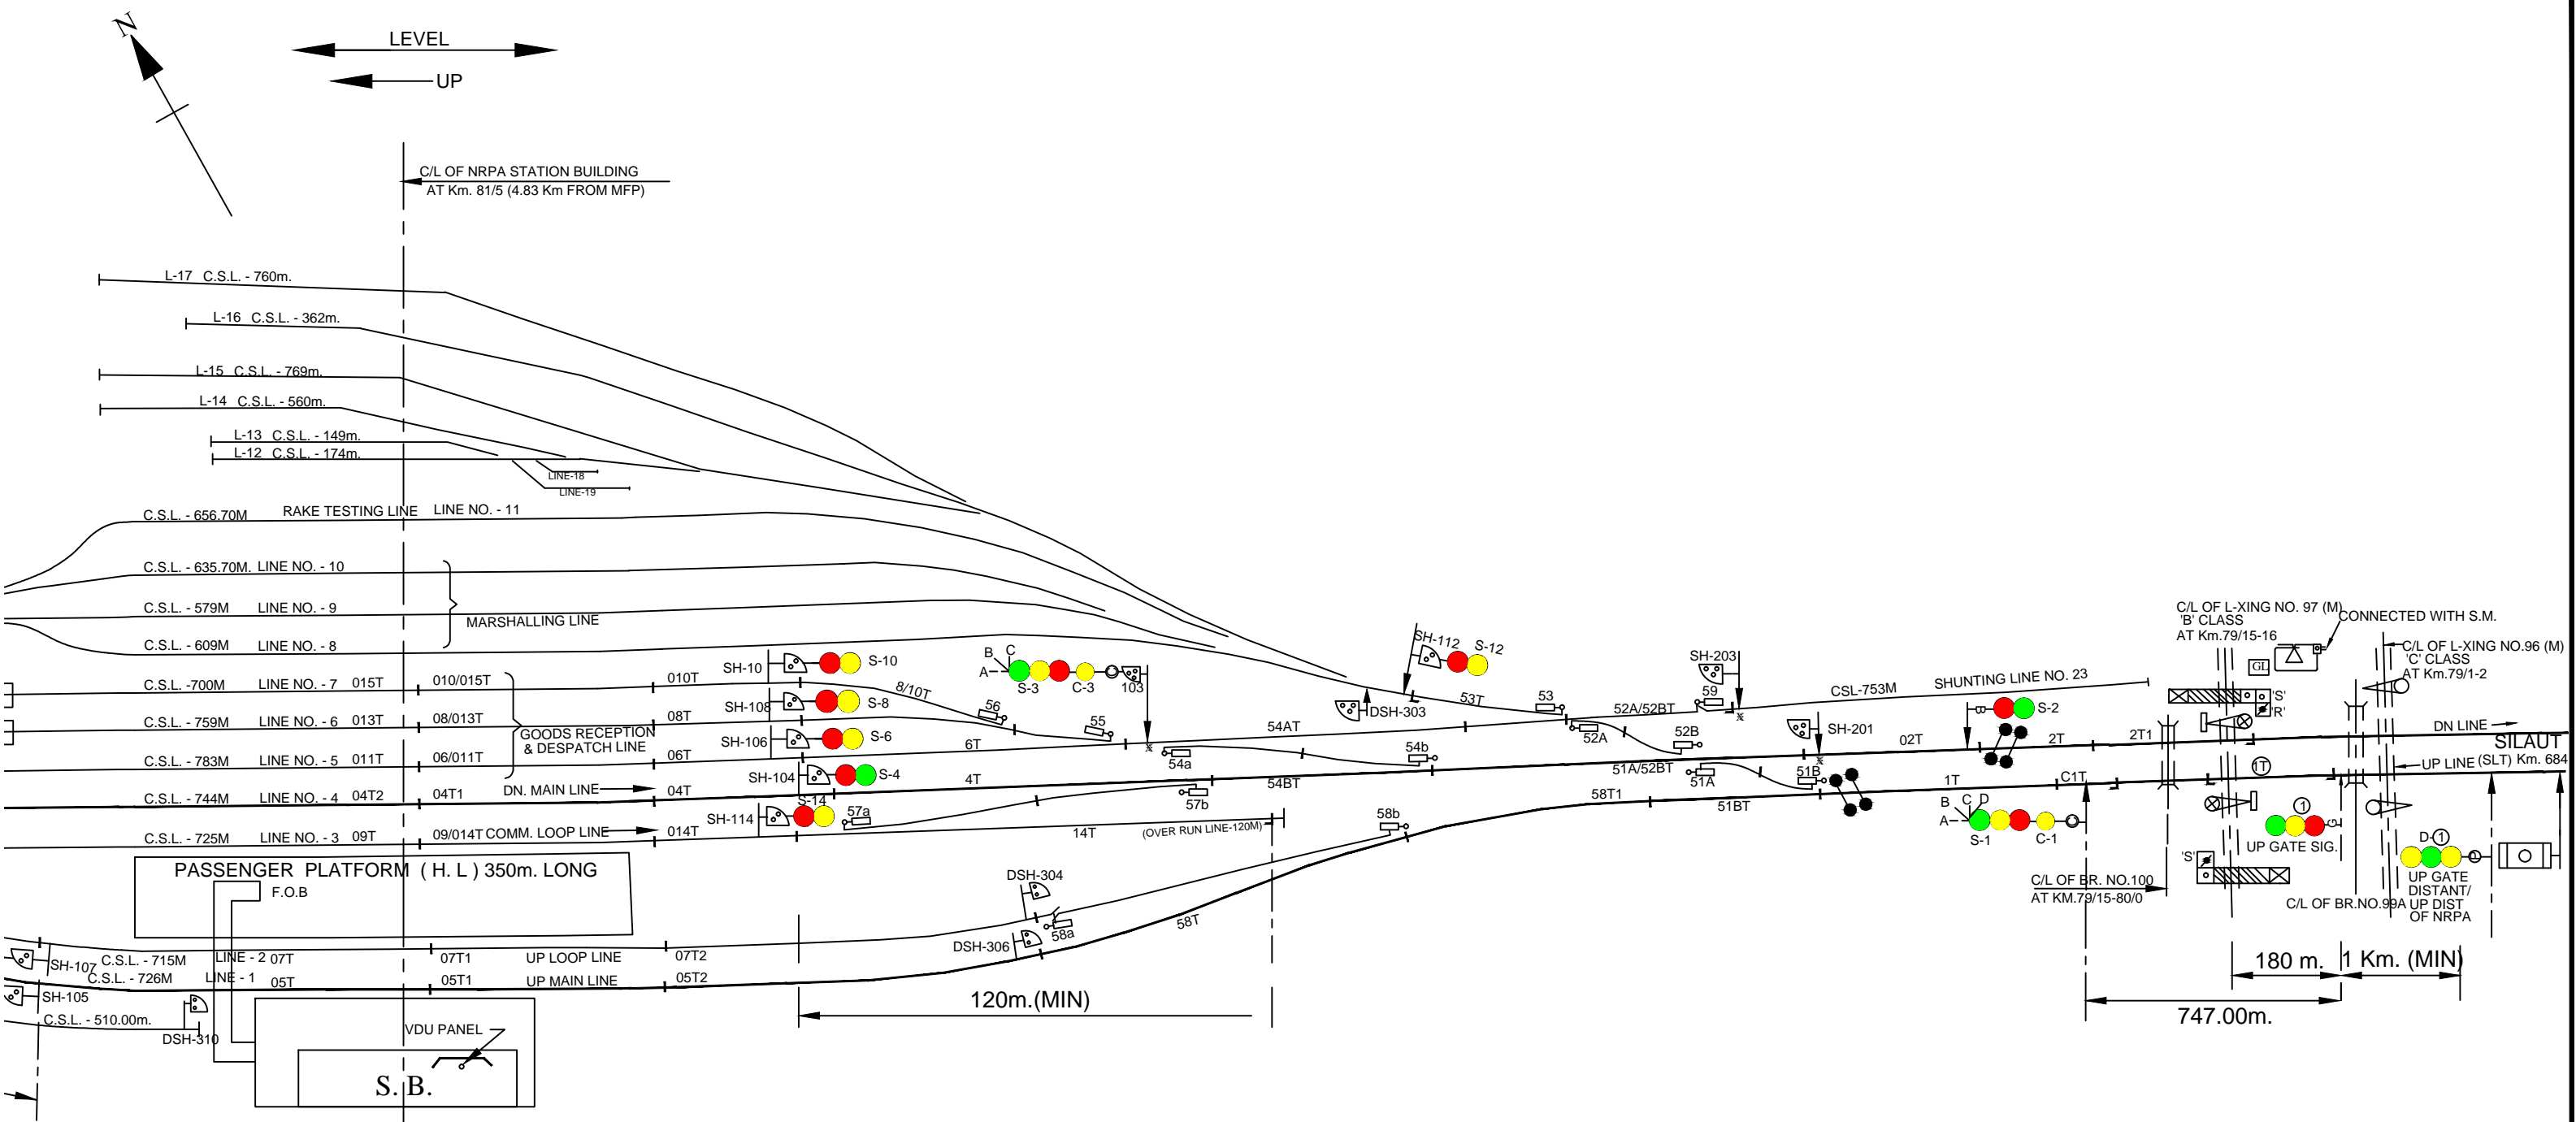 N
LEVEL
UP
C/L OF NRPA STATION BUILDING
AT Km. 81/5 (4.83 Km FROM MFP)
L-17 C.S.L. - 760m.
L-16 C.S.L. - 362m.
L-15 C.S.L. - 769m.
L-14 C.S.L. - 560m.
L-13 C.S.L. - 149m.
L-12 C.S.L. - 174m.
LINE-18
LINE-19
C.S.L. - 656.70M RAKE TESTING LINE LINE NO. - 11
C.S.L. - 635.70M. LINE NO. - 10
C.S.L. - 579M LINE NO. - 9
MARSHALLING LINE
C.S.L. - 609M LINE NO. - 8
C.S.L. -700M LINE NO. - 7 015T 010/015T 010T
SH-10 S-10
8/10T
B C
A
S-3 C-3 103
56
55
SH-112 S-12
DSH-303
53T
53
SH-203
59
CSL-753M SHUNTING LINE NO. 23
52A/52BT
52A
52B
C.S.L. - 759M LINE NO. - 6 013T 08/013T 08T
SH-108 S-8
GOODS RECEPTION
& DESPATCH LINE
SH-106 S-6
C.S.L. - 783M LINE NO. - 5 011T 06/011T 06T
6T
54AT
54a
54b
SH-201
S-2
02T
2T
2T1
DN LINE
SILAUT
(SLT) Km. 684
UP LINE
C/L OF L-XING NO. 97 (M)
'B' CLASS
AT Km.79/15-16
CONNECTED WITH S.M.
GL
C/L OF L-XING NO.96 (M)
'C' CLASS
AT Km.79/1-2
'S'
'R'
SH-104 S-4
C.S.L. - 744M LINE NO. - 4 04T2 04T1 DN. MAIN LINE 04T
4T
54BT
51A/52BT
51A
51B
57b
S-14
SH-114
57a
C.S.L. - 725M LINE NO. - 3 09T 09/014T COMM. LOOP LINE 014T
14T
(OVER RUN LINE-120M)
58b
58T1
51BT
1T
C1T
1T
B C D
A
S-1 C-1
1
G
UP GATE SIG.
D-1
UP GATE
DISTANT/
UP DIST
OF NRPA
'S'
C/L OF BR. NO.100
AT KM.79/15-80/0
C/L OF BR.NO.99A
PASSENGER PLATFORM ( H. L ) 350m. LONG
F.O.B
DSH-304
58a
DSH-306
58T
SH-107
C.S.L. - 715M LINE - 2 07T 07T1 UP LOOP LINE 07T2
C.S.L. - 726M LINE - 1 05T 05T1 UP MAIN LINE 05T2
SH-105
C.S.L. - 510.00m.
DSH-310
VDU PANEL
S. B.
120m.(MIN)
180 m.
1 Km. (MIN)
747.00m.